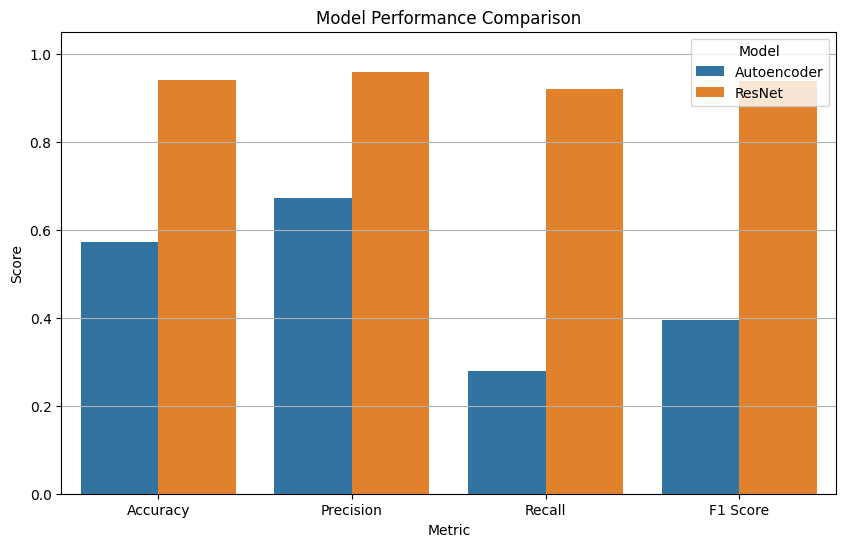 Model Performance Comparison
Model
Autoencoder
ResNet
Score
1.0
0.8
0.6
0.4
0.2
0.0
Accuracy
Precision
Recall
F1 Score
Metric